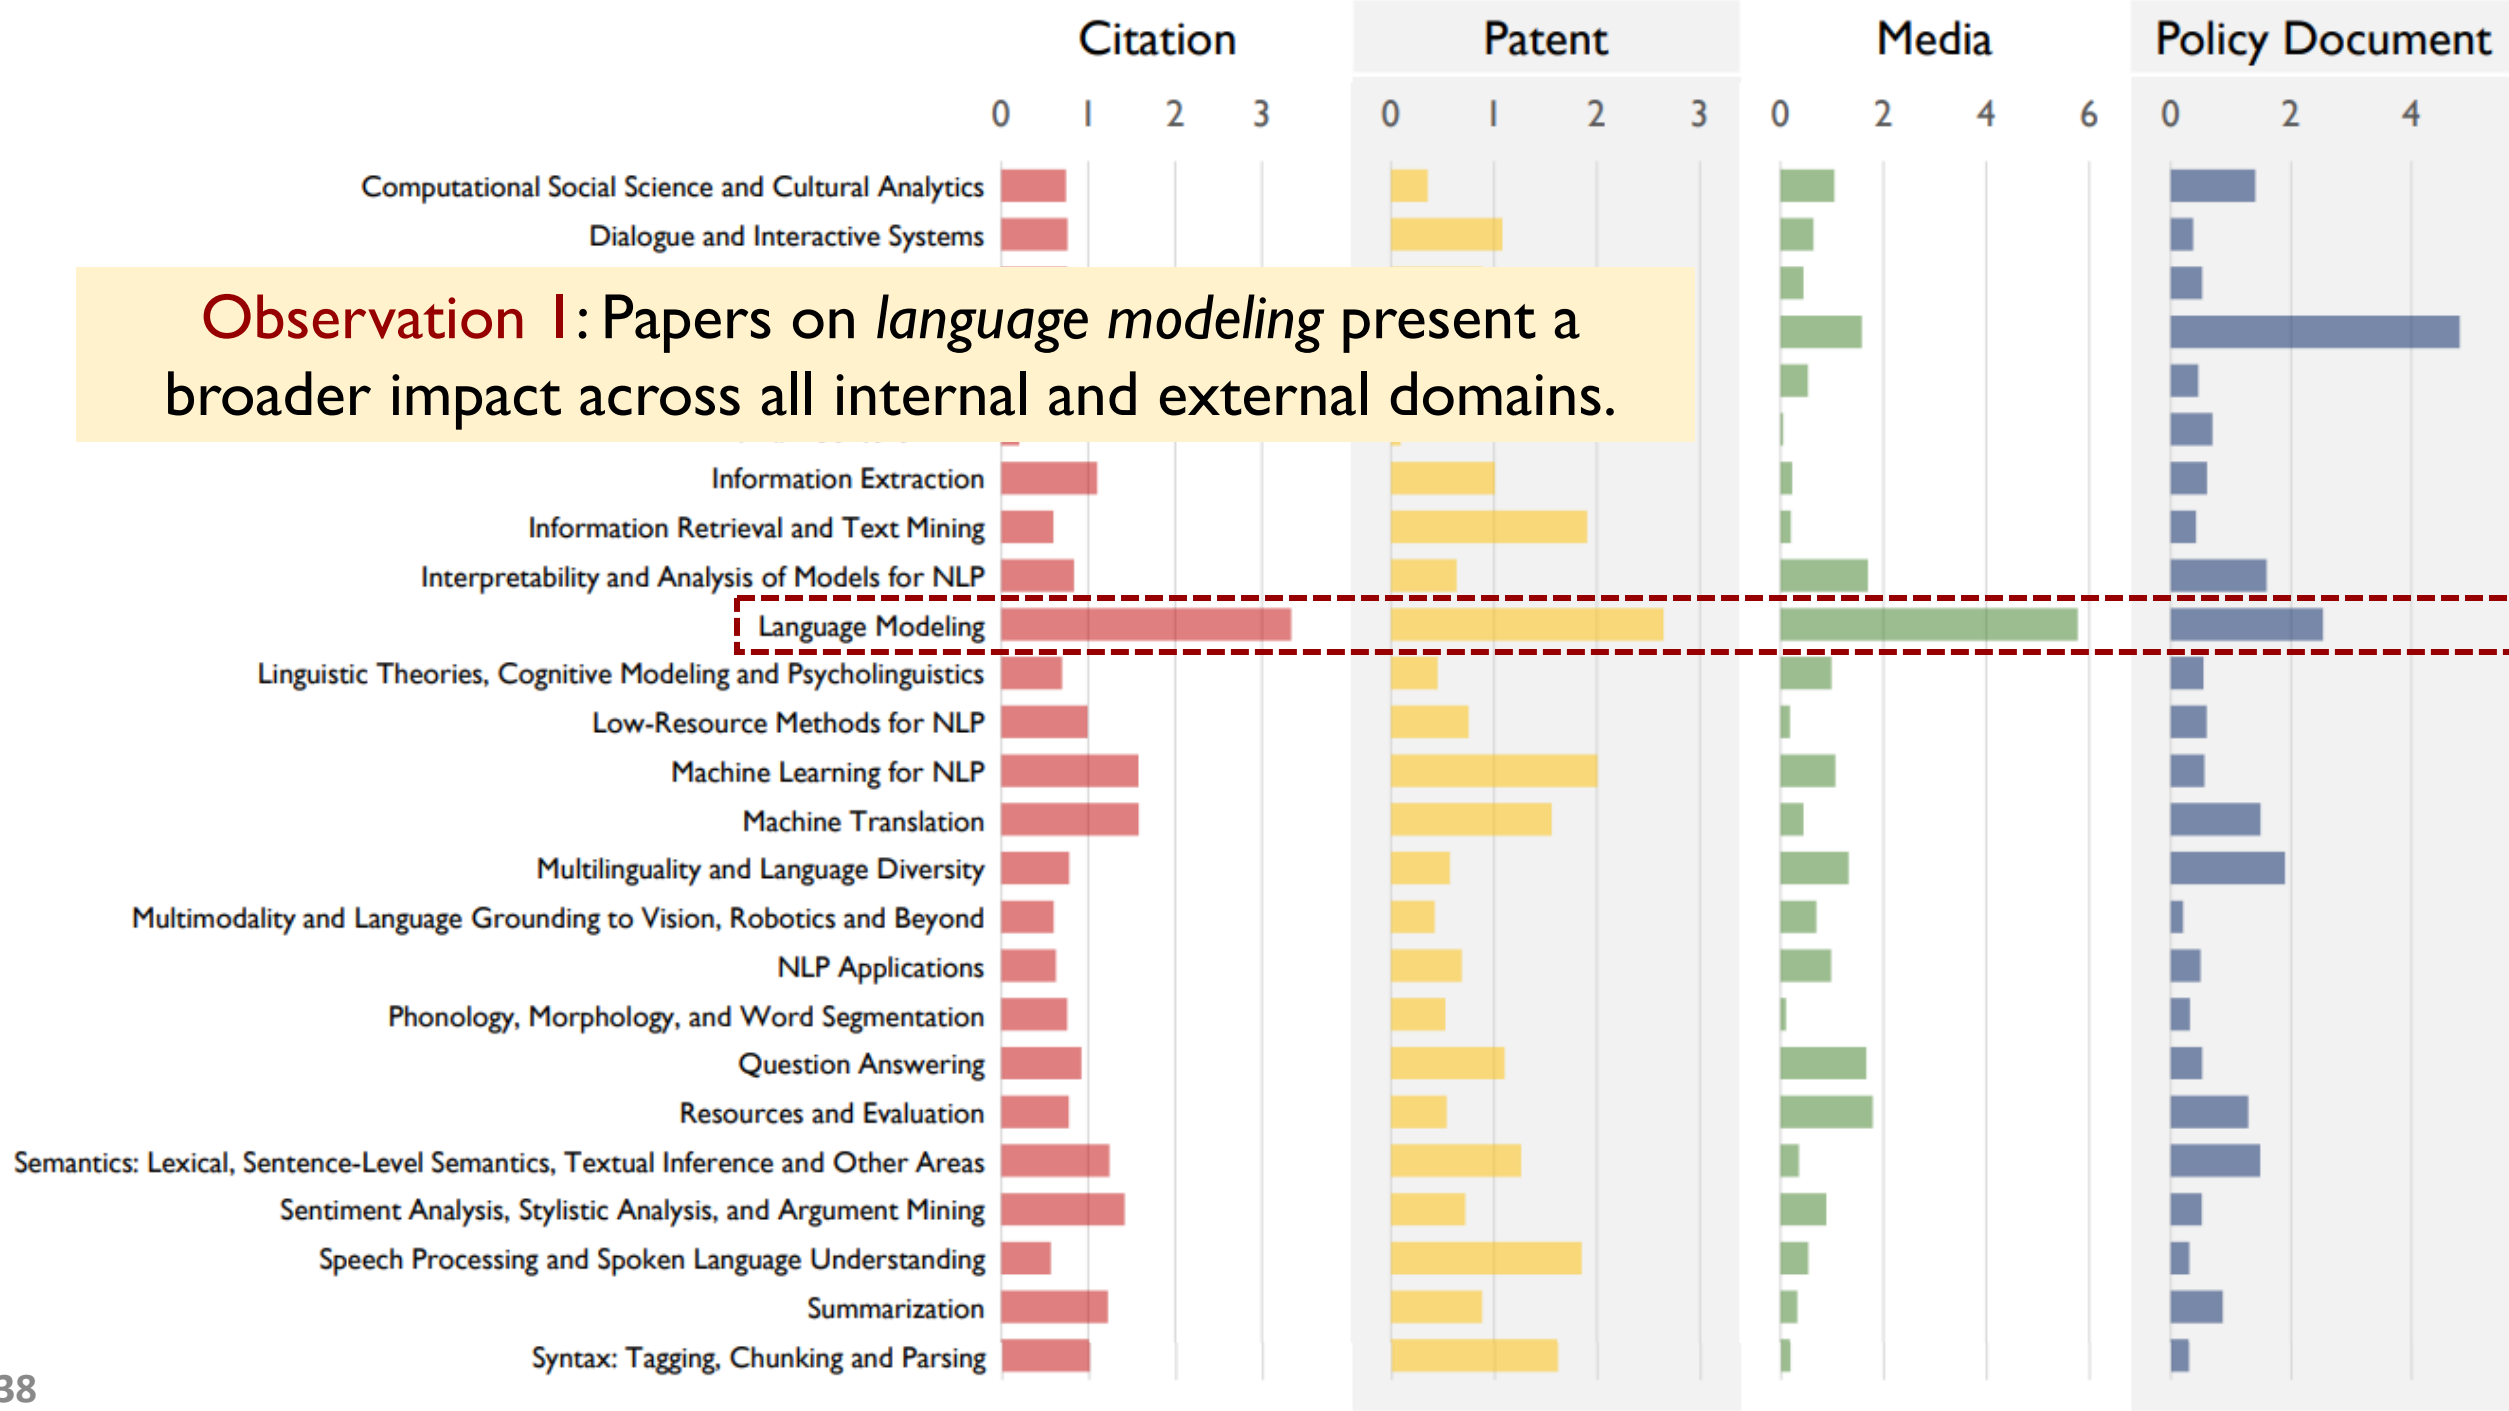 Citation Patent Media Policy Document
0 1 2 3 0 1 2 3 0 2 4 6 0 2 4
Computational Social Science and Cultural Analytics
Dialogue and Interactive Systems
Observation 1: Papers on language modeling present a
broader impact across all internal and external domains.
Information Extraction
Information Retrieval and Text Mining
Interpretability and Analysis of Models for NLP
Language Modeling
Linguistic Theories, Cognitive Modeling and Psycholinguistics
Low-Resource Methods for NLP
Machine Learning for NLP
Machine Translation
Multilinguality and Language Diversity
Multimodality and Language Grounding to Vision, Robotics and Beyond
NLP Applications
Phonology, Morphology, and Word Segmentation
Question Answering
Resources and Evaluation
Semantics: Lexical, Sentence-Level Semantics, Textual Inference and Other Areas
Sentiment Analysis, Stylistic Analysis, and Argument Mining
Speech Processing and Spoken Language Understanding
Summarization
Syntax: Tagging, Chunking and Parsing
38